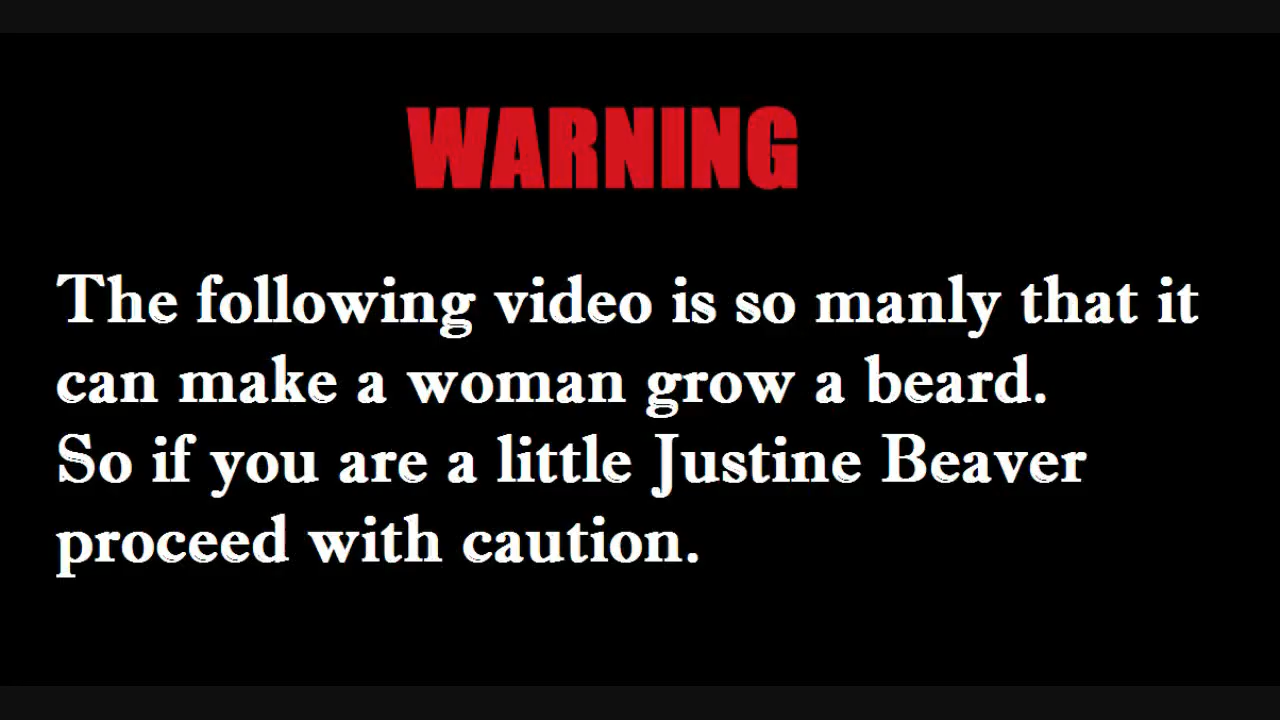 WARNING
The following video is so manly that it
can make a woman grow a beard.
So if you are a little Justine Beaver
proceed with caution.